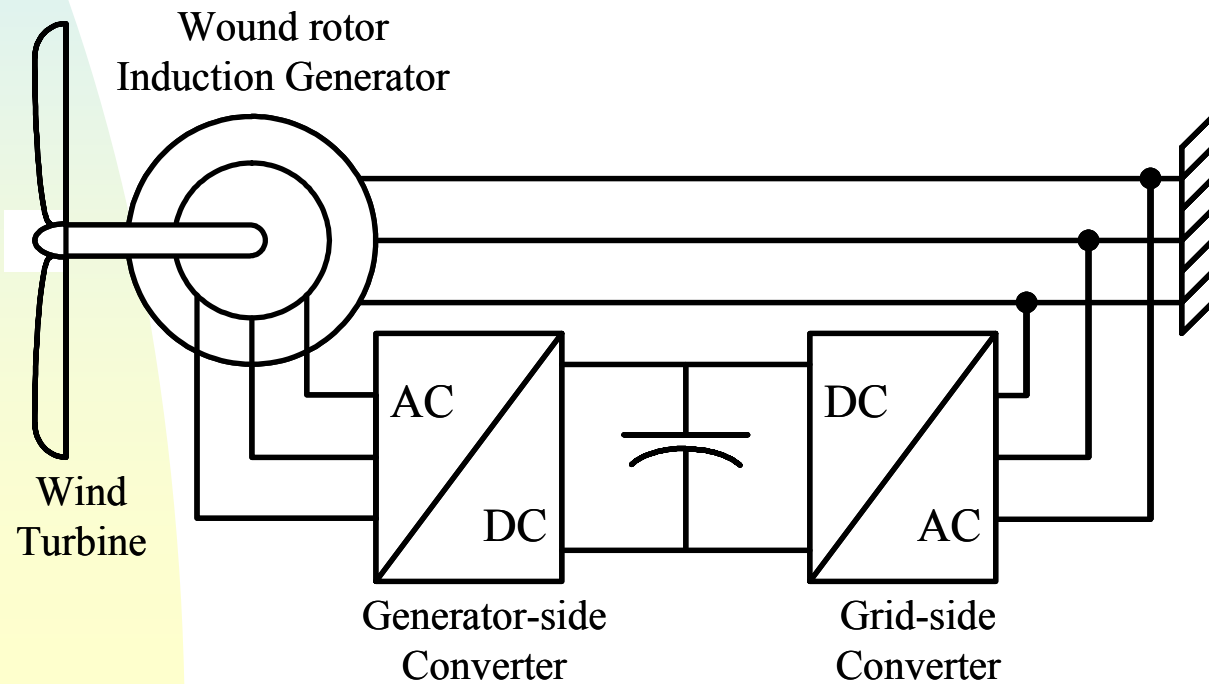 Wound rotor
Induction Generator
AC
DC
DC
AC
Wind
Turbine
Generator-side
Converter
Grid-side
Converter